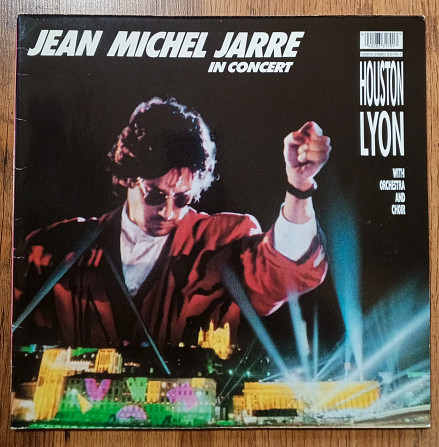 JEAN MICHEL JARRE
IN CONCERT
HOUSTON
LYON
WITH
ORCHESTRA
AND
CHOIR